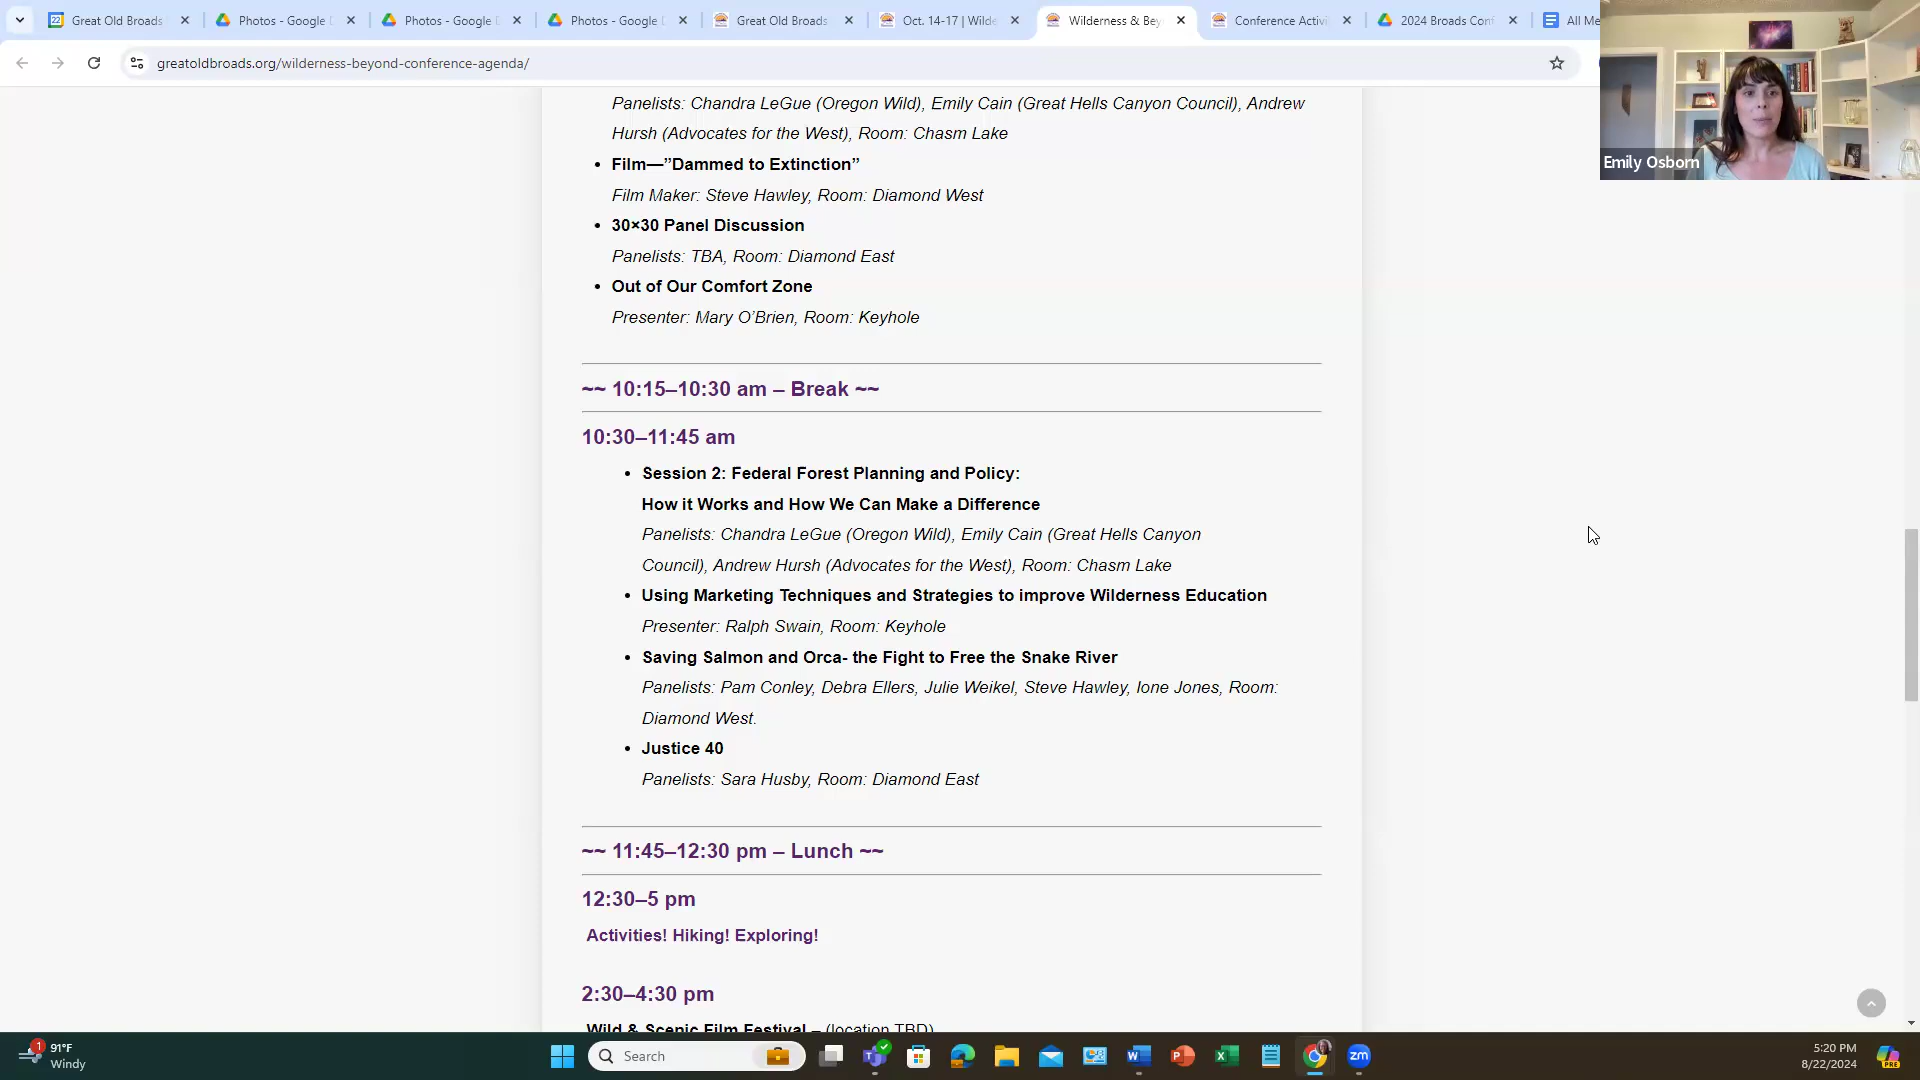 Great Old Broads
Photos - Google D
Photos - Google D
Photos - Google D
Great Old Broads
Oct. 14-17 | Wilde
Wilderness & Bey
Conference Activi
2024 Broads Conf
All Me
greatoldbroads.org/wilderness-beyond-conference-agenda/
Emily Osborn
Panelists: Chandra LeGue (Oregon Wild), Emily Cain (Great Hells Canyon Council), Andrew
Hursh (Advocates for the West), Room: Chasm Lake
• Film—”Dammed to Extinction”
Film Maker: Steve Hawley, Room: Diamond West
• 30×30 Panel Discussion
Panelists: TBA, Room: Diamond East
• Out of Our Comfort Zone
Presenter: Mary O’Brien, Room: Keyhole
~~ 10:15–10:30 am – Break ~~
10:30–11:45 am
• Session 2: Federal Forest Planning and Policy:
How it Works and How We Can Make a Difference
Panelists: Chandra LeGue (Oregon Wild), Emily Cain (Great Hells Canyon
Council), Andrew Hursh (Advocates for the West), Room: Chasm Lake
• Using Marketing Techniques and Strategies to improve Wilderness Education
Presenter: Ralph Swain, Room: Keyhole
• Saving Salmon and Orca- the Fight to Free the Snake River
Panelists: Pam Conley, Debra Ellers, Julie Weikel, Steve Hawley, Ione Jones, Room:
Diamond West.
• Justice 40
Panelists: Sara Husby, Room: Diamond East
~~ 11:45–12:30 pm – Lunch ~~
12:30–5 pm
Activities! Hiking! Exploring!
2:30–4:30 pm
Wild & Scenic Film Festival – (location TBD)
1
91°F
Windy
Search
zm
5:20 PM
8/22/2024
PRE